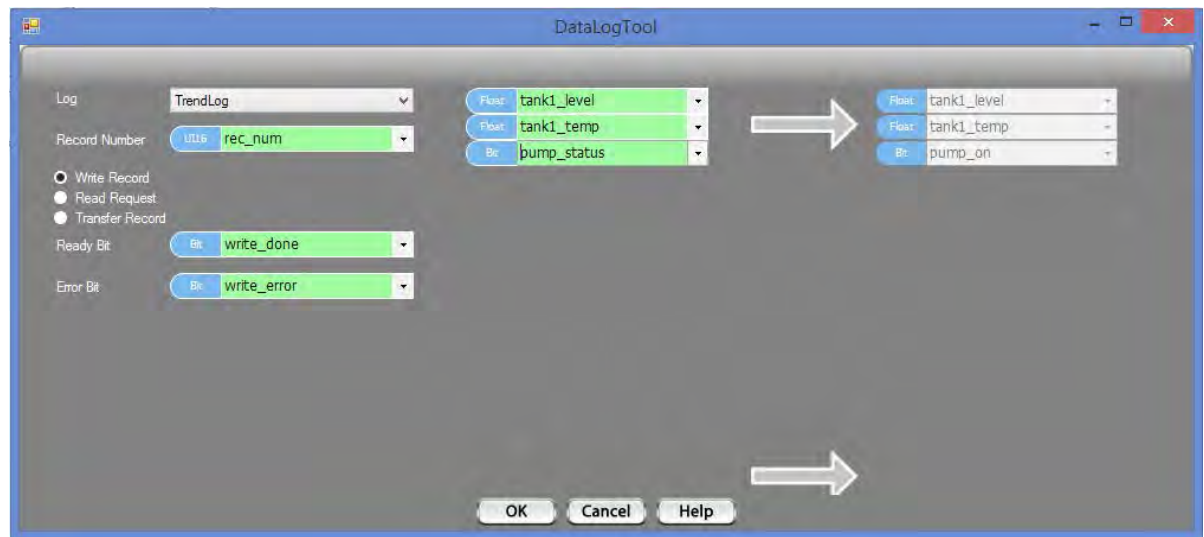 DataLogTool
Log TrendLog Float tank1_level Float tank1_level
Record Number UI16 rec_num Float tank1_temp Float tank1_temp
Bit pump_status Bit pump_on
Write Record
Read Request
Transfer Record
Ready Bit Bit write_done
Error Bit Bit write_error
OK Cancel Help